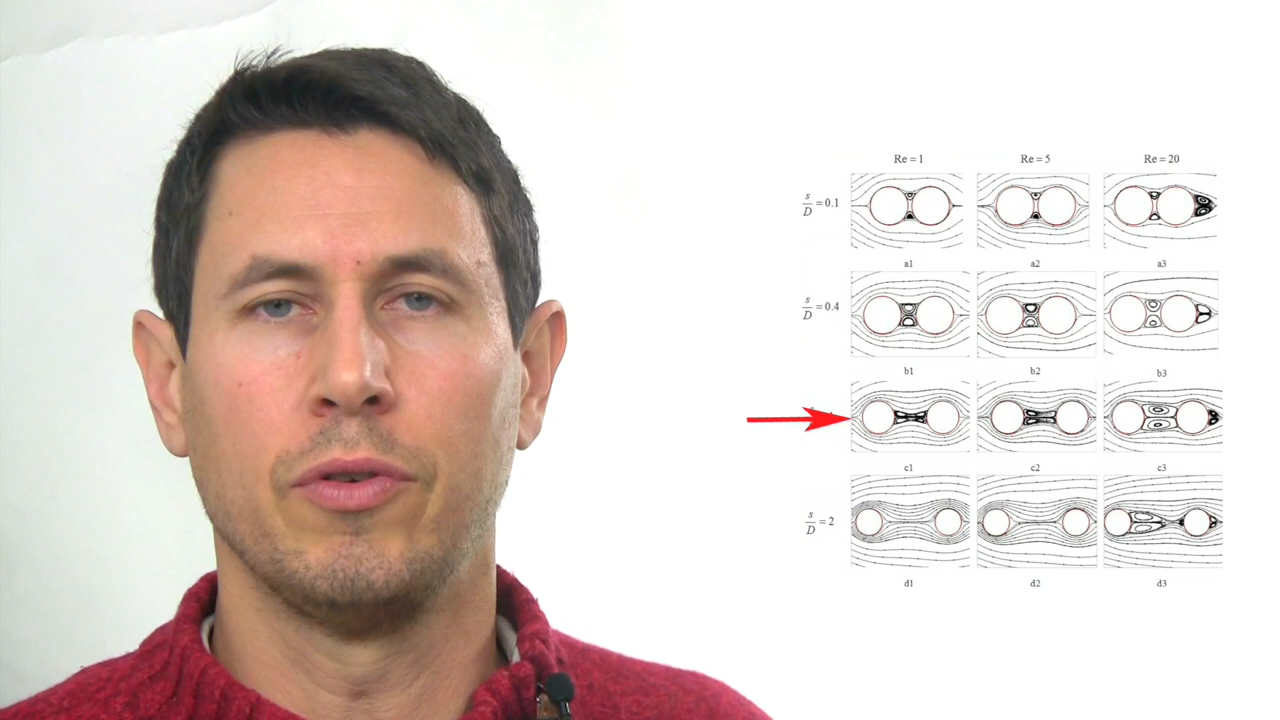 Re = 1 Re = 5 Re = 20
s/D = 0.1
a1 a2 a3
s/D = 0.4
b1 b2 b3
c1 c2 c3
s/D = 2
d1 d2 d3